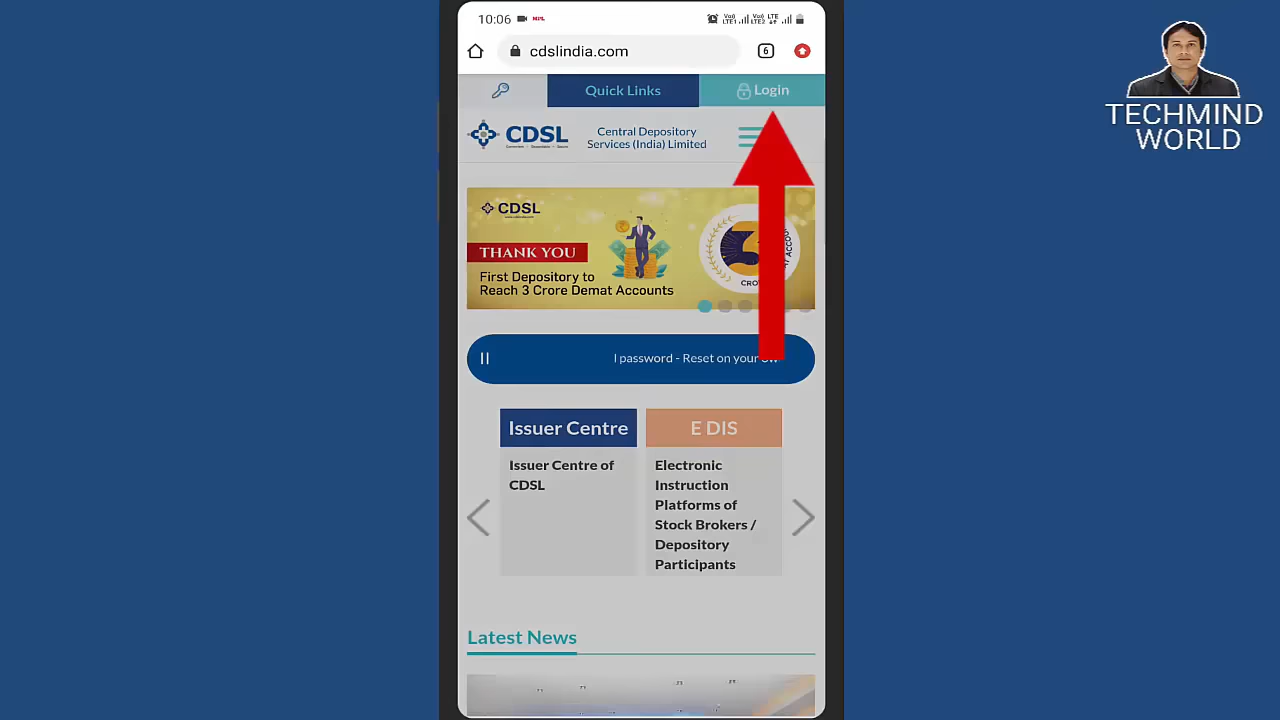 10:06
cdslindia.com
6
Quick Links
Login
CDSL
Central Depository
Services (India) Limited
CDSL
THANK YOU
First Depository to
Reach 3 Crore Demat Accounts
I password - Reset on your
Issuer Centre
E DIS
Issuer Centre of
CDSL
Electronic
Instruction
Platforms of
Stock Brokers /
Depository
Participants
Latest News
TECHMIND
WORLD